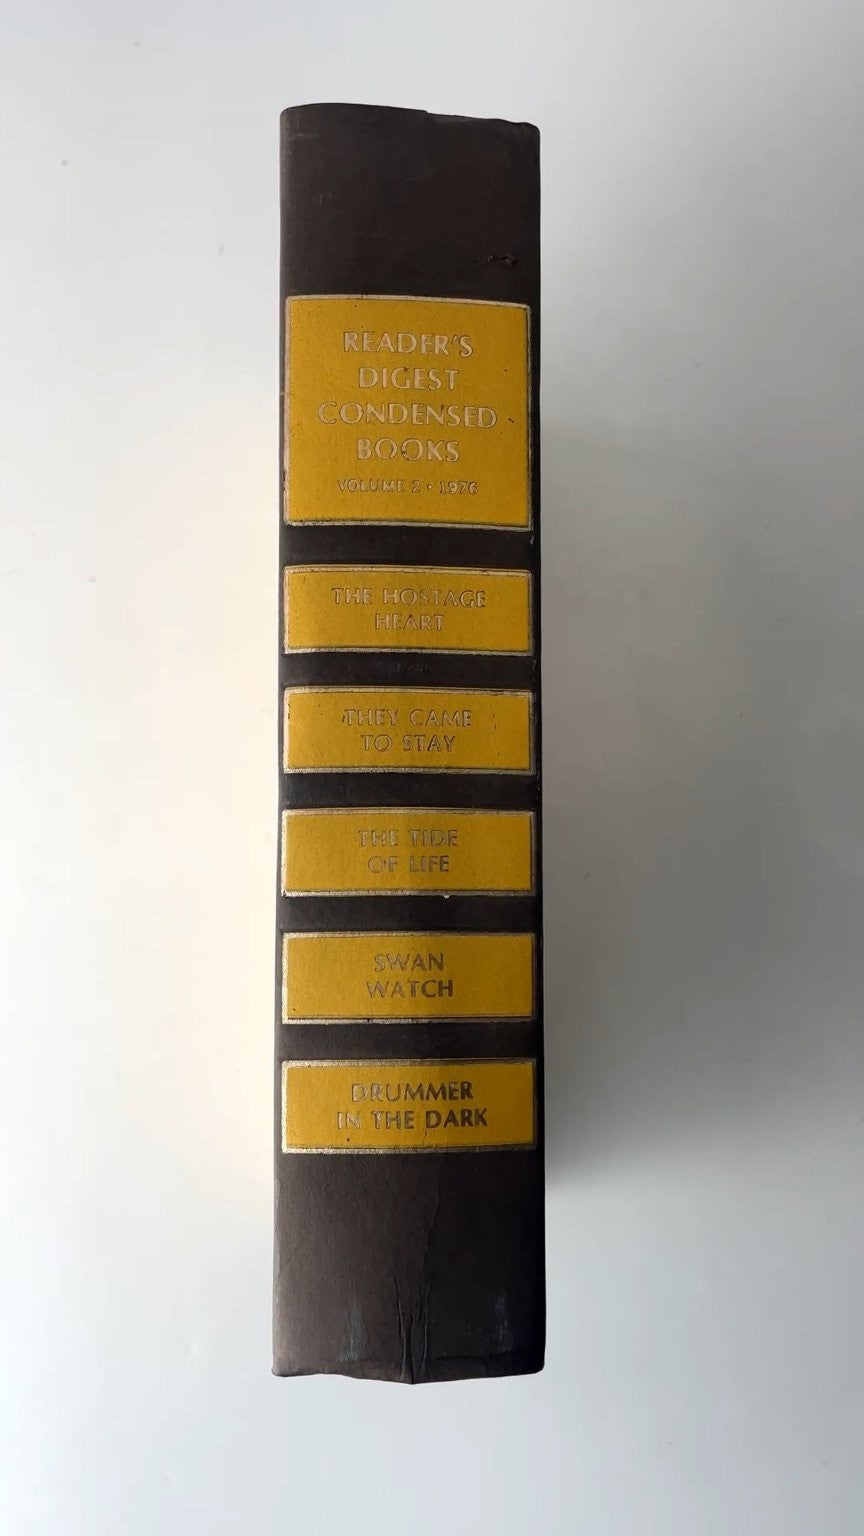 READER'S
DIGEST
CONDENSED
BOOKS
VOLUME 2 • 1976
THE HOSTAGE
HEART
THEY CAME
TO STAY
THE TIDE
OF LIFE
SWAN
WATCH
DRUMMER
IN THE DARK